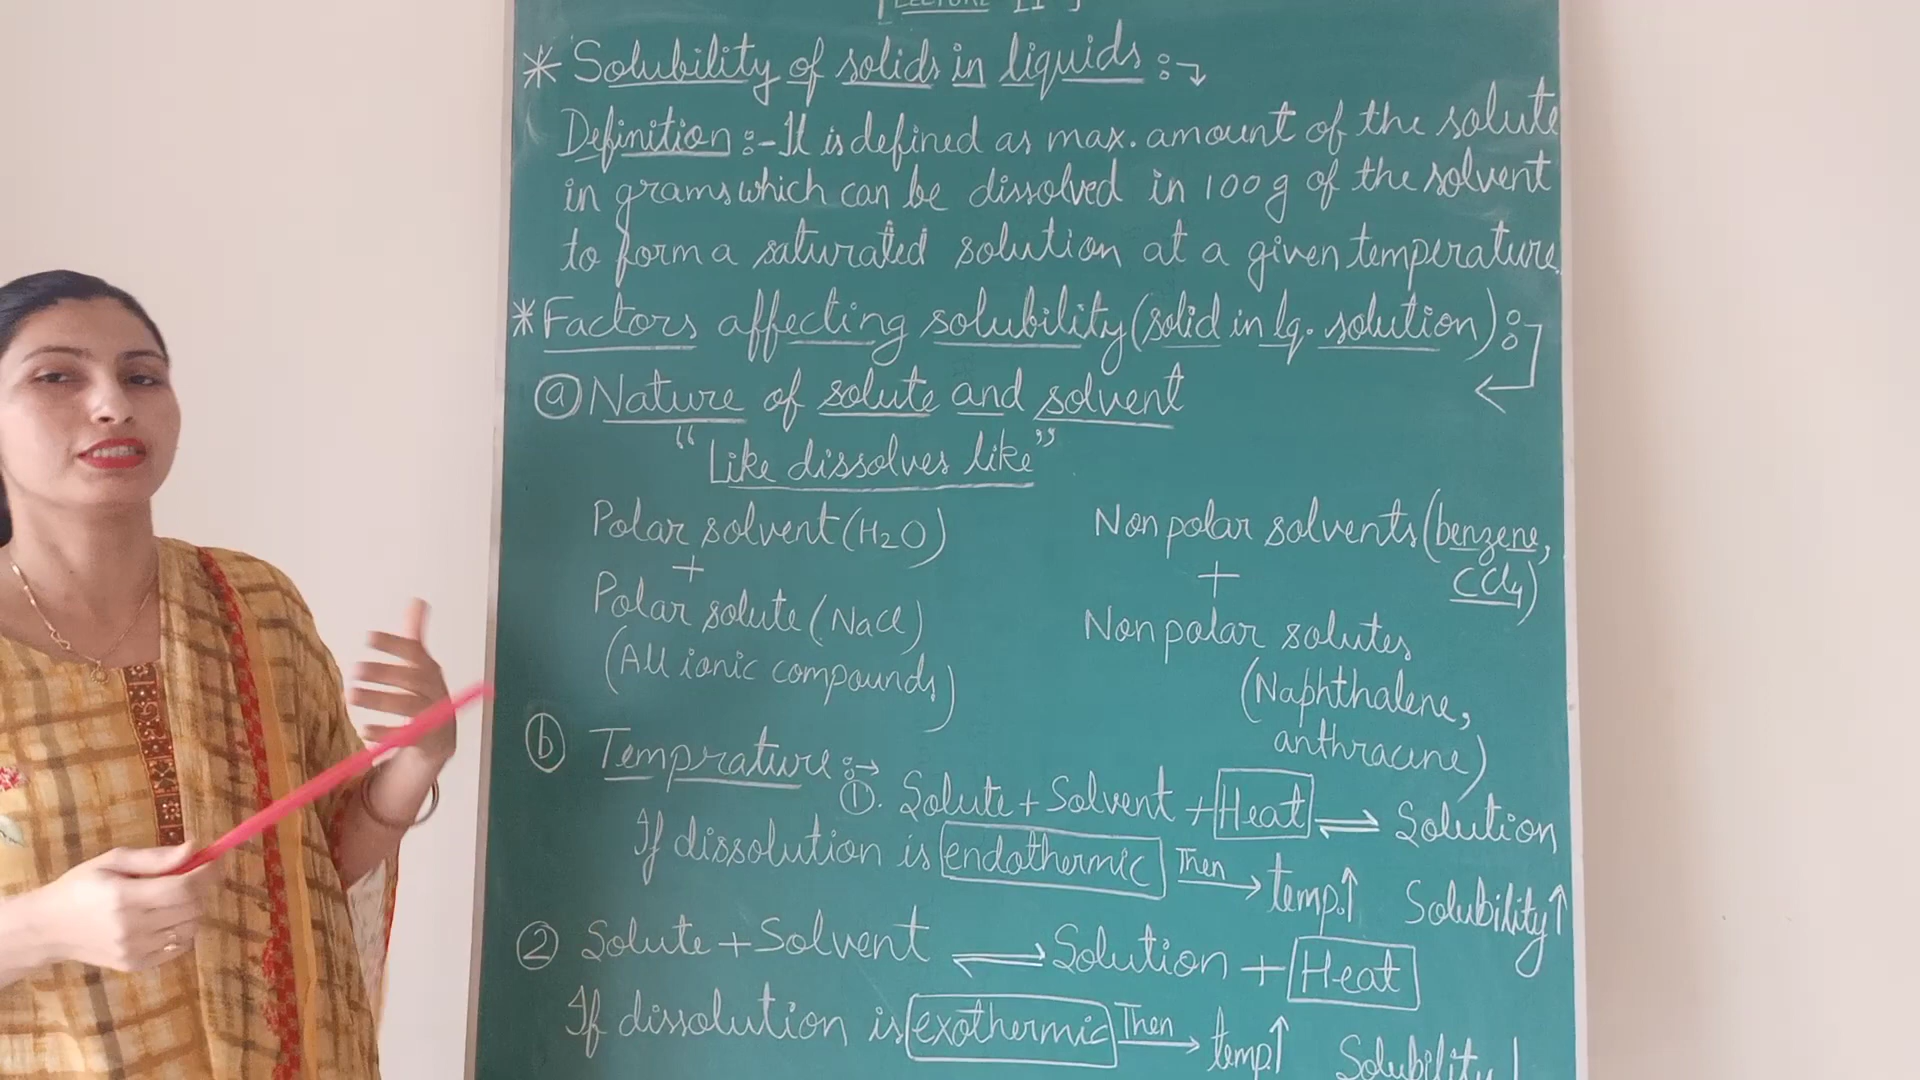 [LECTURE-II]
* Solubility of solids in liquids :→
Definition :- It is defined as max. amount of the solute
in grams which can be dissolved in 100 g of the solvent
to form a saturated solution at a given temperature.
* Factors affecting solubility (solid in lq. solution) :
ⓐ Nature of solute and solvent
"Like dissolves like"
Polar solvent (H₂O)
+
Polar solute (NaCl)
(All ionic compounds)
Non polar solvents (benzene,
CCl₄)
+
Non polar solutes
(Naphthalene,
anthracene)
ⓑ Temprature :→
①. Solute + Solvent + Heat ⇌ Solution
If dissolution is endothermic Then → temp.↑ Solubility↑
② Solute + Solvent ⇌ Solution + Heat
If dissolution is exothermic Then → temp.↑ Solubility